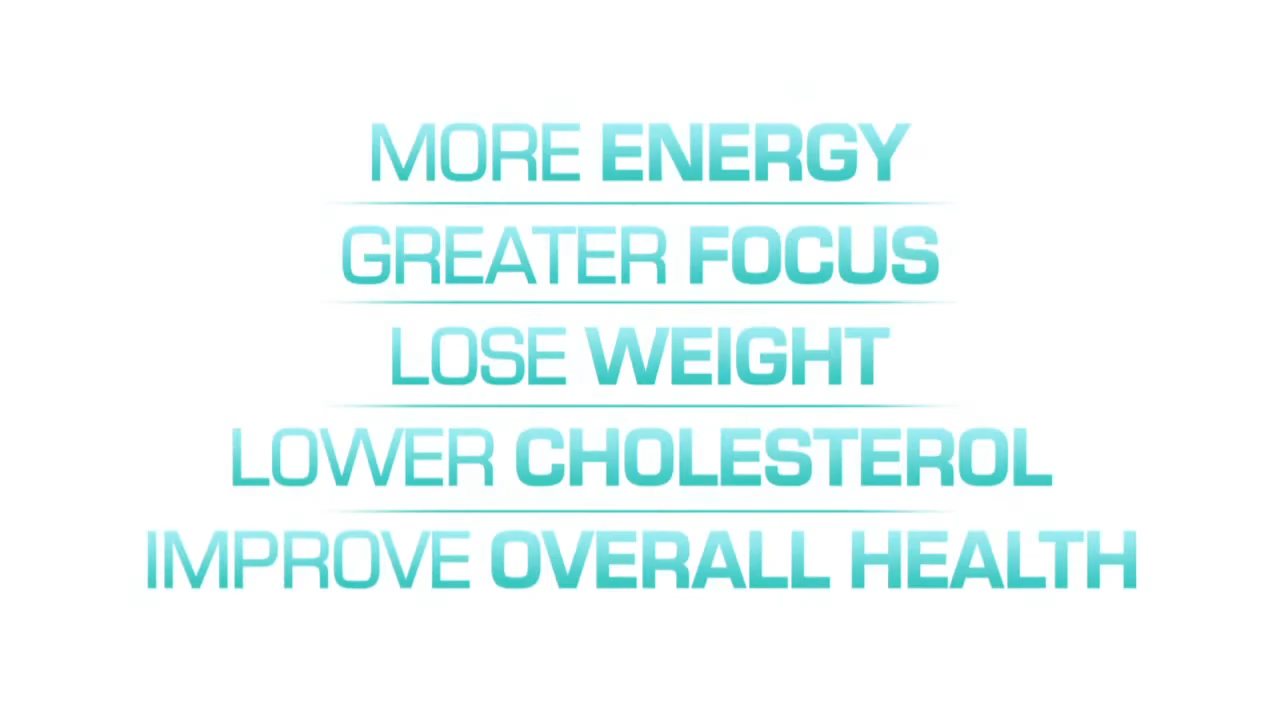 MORE ENERGY
GREATER FOCUS
LOSE WEIGHT
LOWER CHOLESTEROL
IMPROVE OVERALL HEALTH